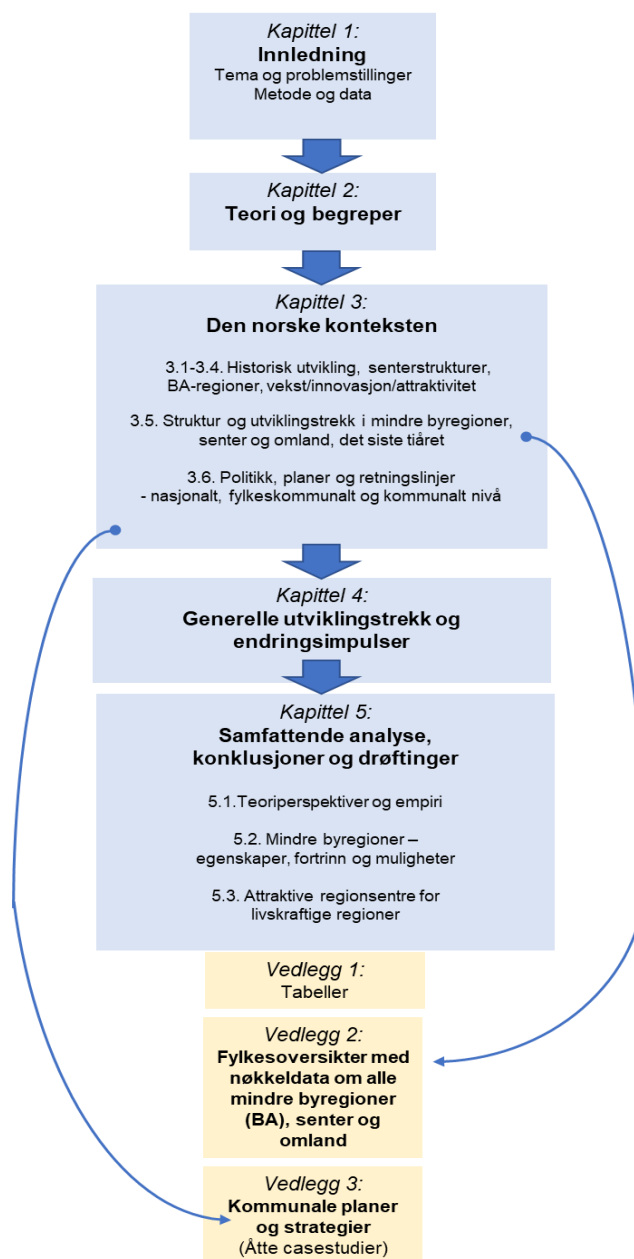 Kapittel 1:
Innledning
Tema og problemstillinger
Metode og data
Kapittel 2:
Teori og begreper
Kapittel 3:
Den norske konteksten
3.1-3.4. Historisk utvikling, senterstrukturer,
BA-regioner, vekst/innovasjon/attraktivitet
3.5. Struktur og utviklingstrekk i mindre byregioner,
senter og omland, det siste tiåret
3.6. Politikk, planer og retningslinjer
- nasjonalt, fylkeskommunalt og kommunalt nivå
Kapittel 4:
Generelle utviklingstrekk og
endringsimpulser
Kapittel 5:
Samfattende analyse,
konklusjoner og drøftinger
5.1.Teoriperspektiver og empiri
5.2. Mindre byregioner –
egenskaper, fortrinn og muligheter
5.3. Attraktive regionsentre for
livskraftige regioner
Vedlegg 1:
Tabeller
Vedlegg 2:
Fylkesoversikter med
nøkkeldata om alle
mindre byregioner
(BA), senter og
omland
Vedlegg 3:
Kommunale planer
og strategier
(Åtte casestudier)